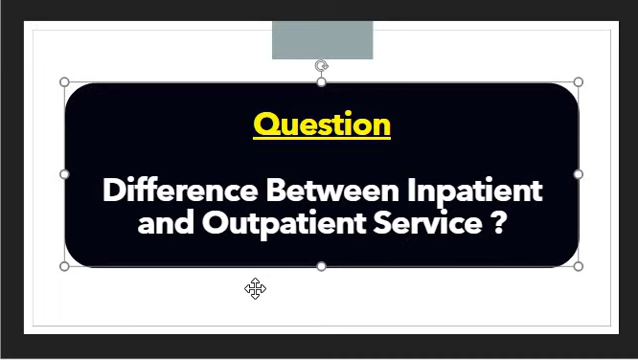 Question
Difference Between Inpatient
and Outpatient Service ?